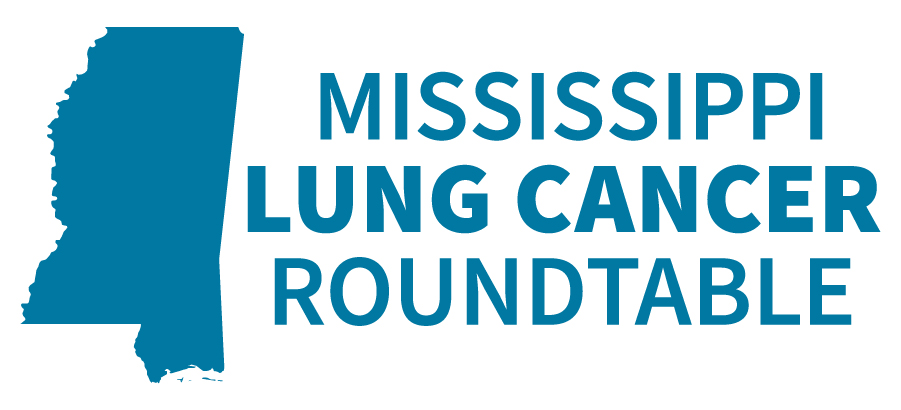 MISSISSIPPI
LUNG CANCER
ROUNDTABLE